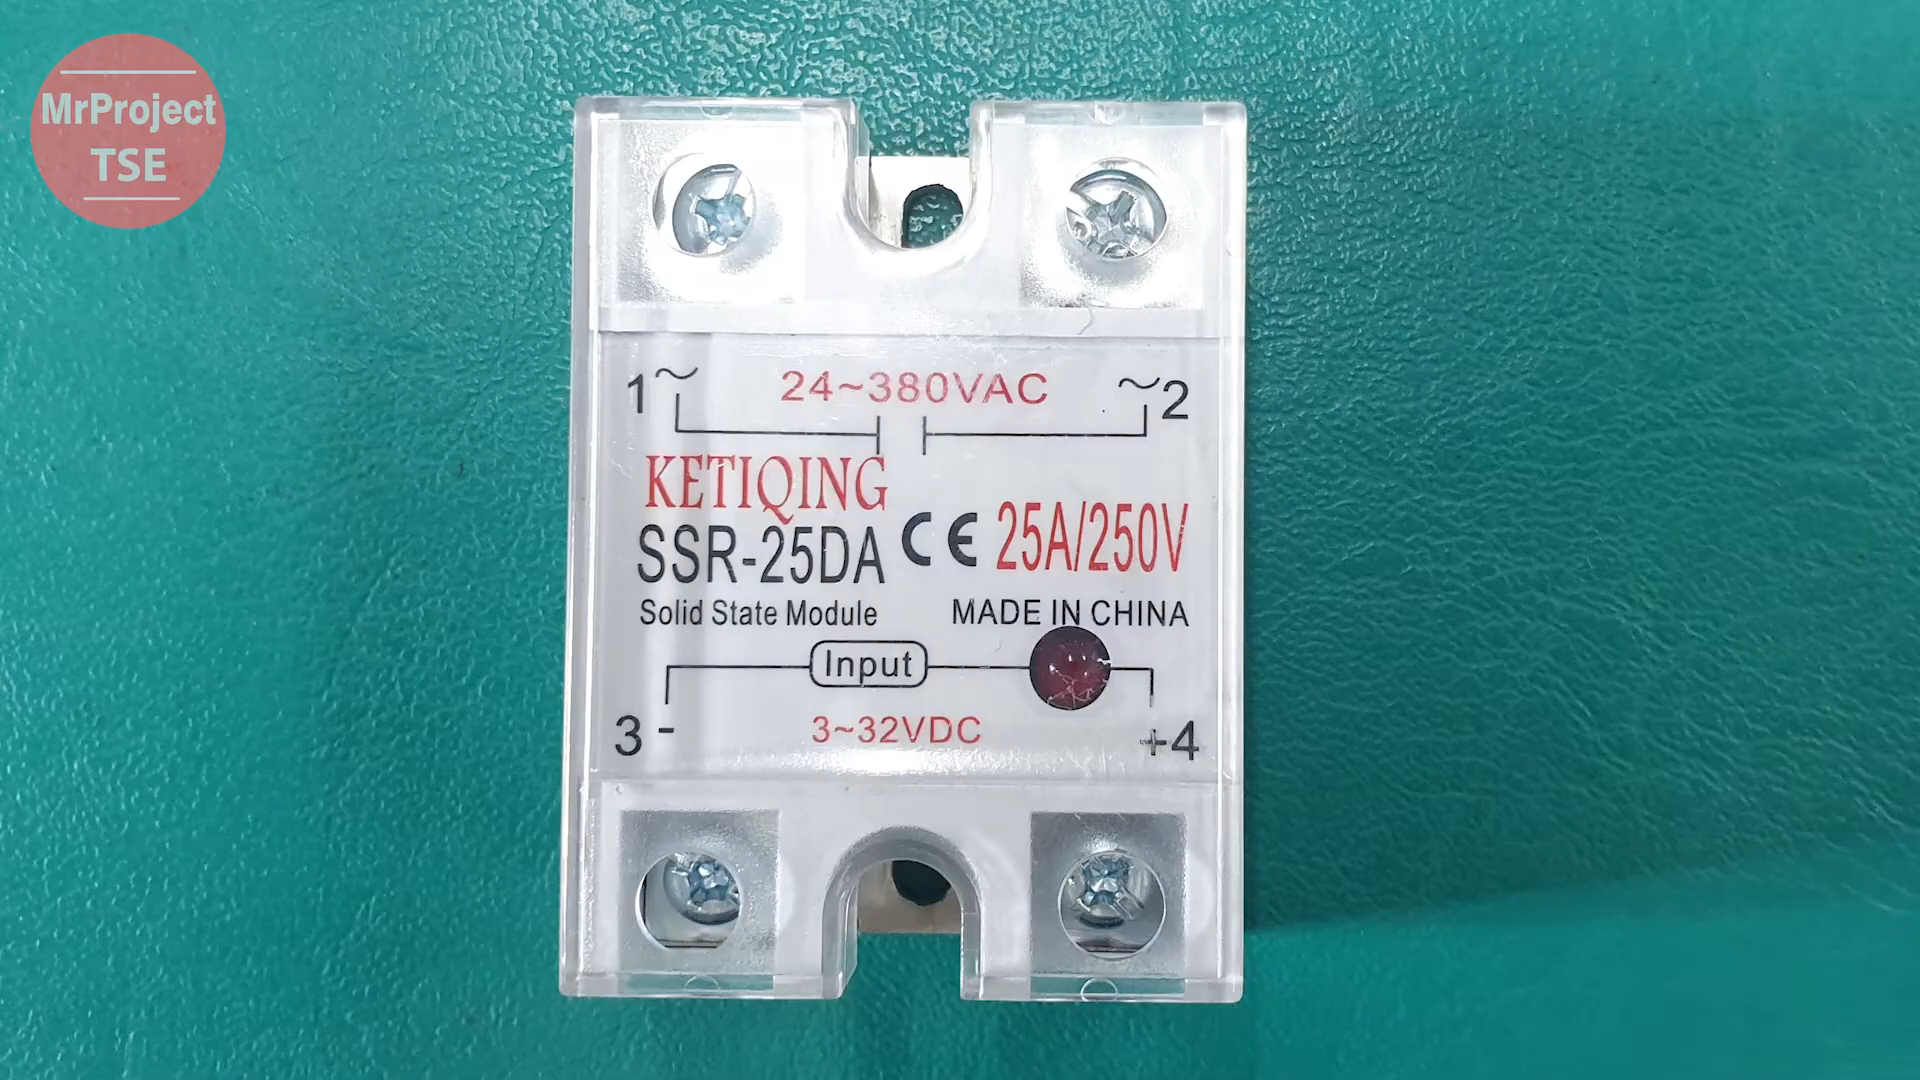 MrProject
TSE
1~ 24~380VAC ~2
KETIQING
SSR-25DA CE 25A/250V
Solid State Module MADE IN CHINA
Input
3 - 3~32VDC +4